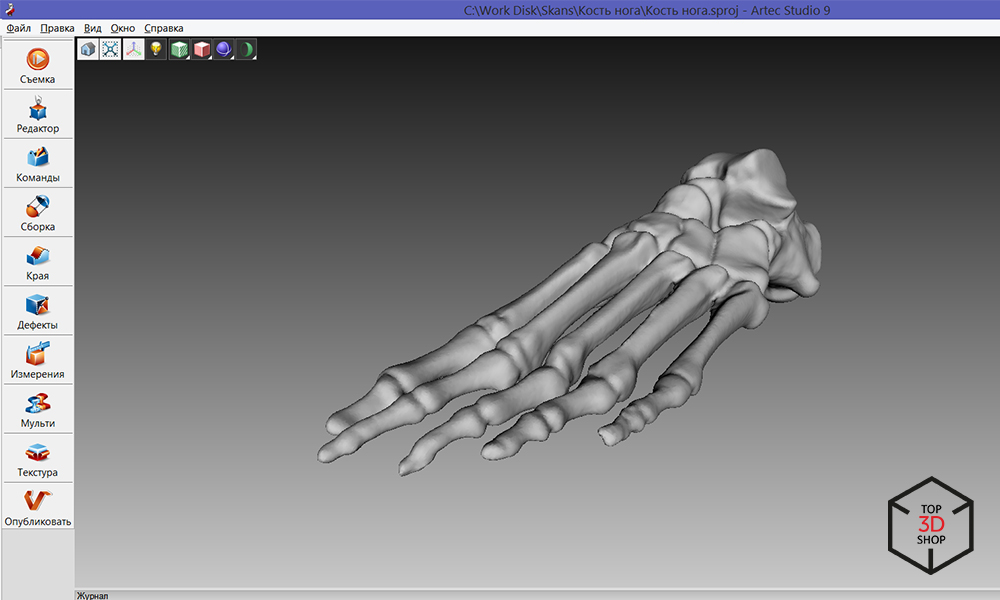 C:\Work Disk\Skans\Кость нога\Кость нога.sproj - Artec Studio 9
Файл Правка Вид Окно Справка
Съемка
Редактор
Команды
Сборка
Края
Дефекты
Измерения
Мульти
Текстура
Опубликовать
TOP
3D
SHOP
Журнал